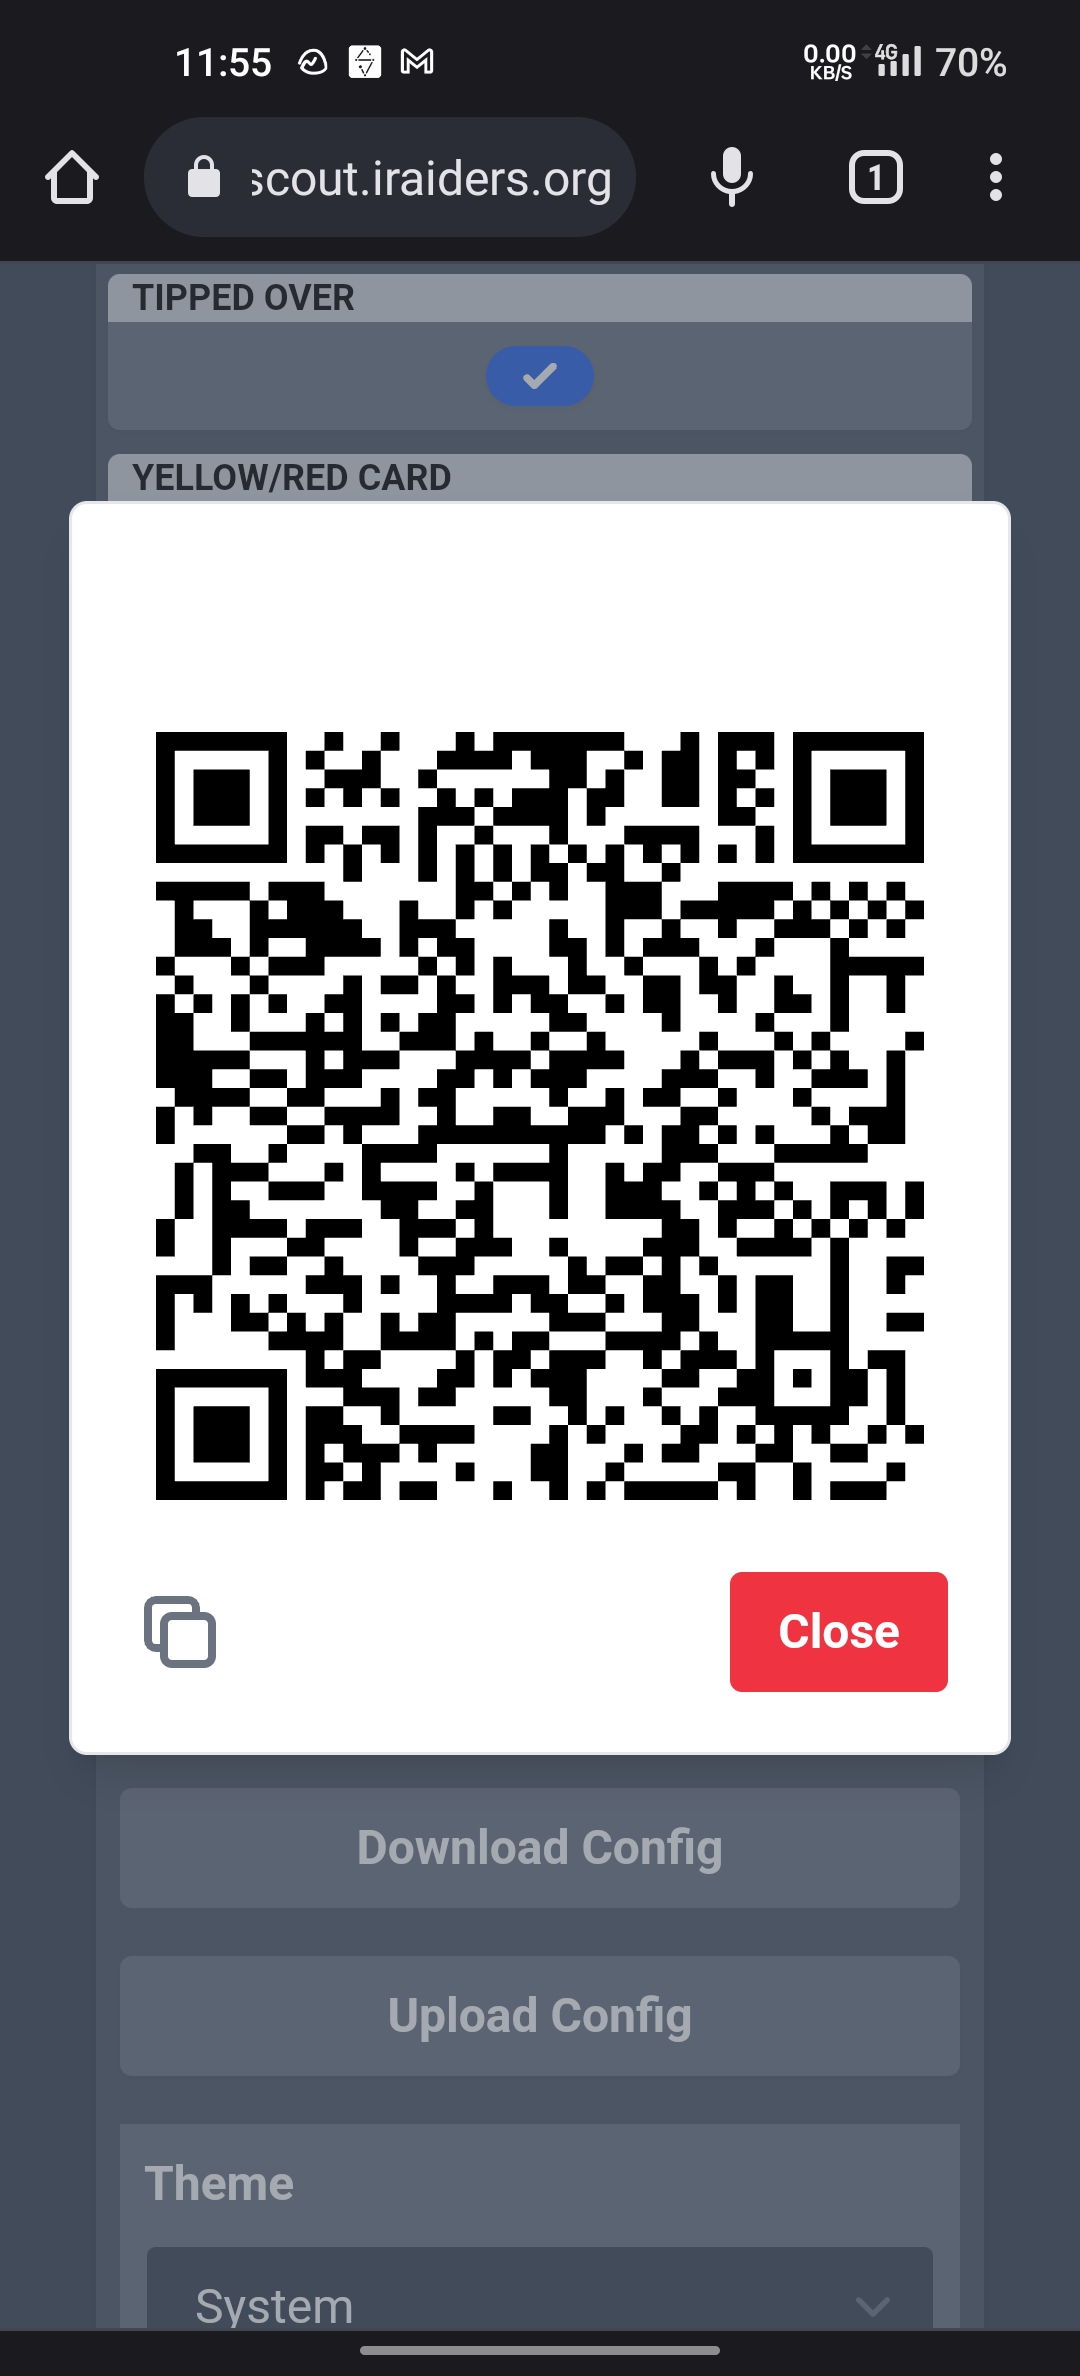 11:55
0.00
KB/S
4G
70%
scout.iraiders.org
1
TIPPED OVER
YELLOW/RED CARD
Close
Download Config
Upload Config
Theme
System